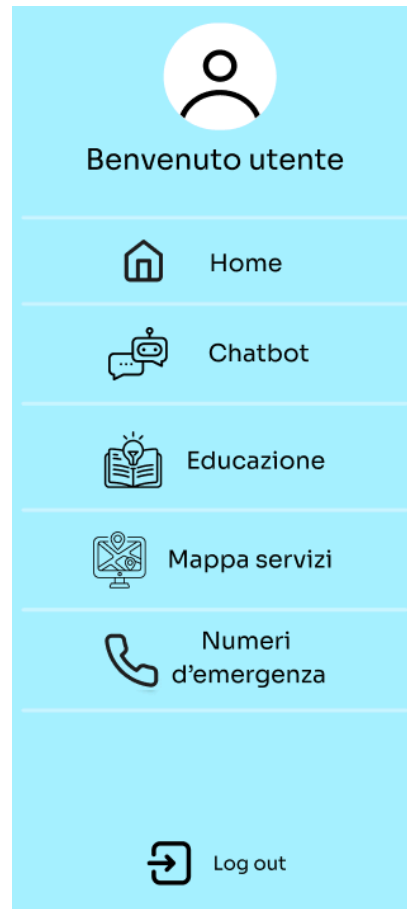 Benvenuto utente
Home
Chatbot
Educazione
Mappa servizi
Numeri
d’emergenza
Log out